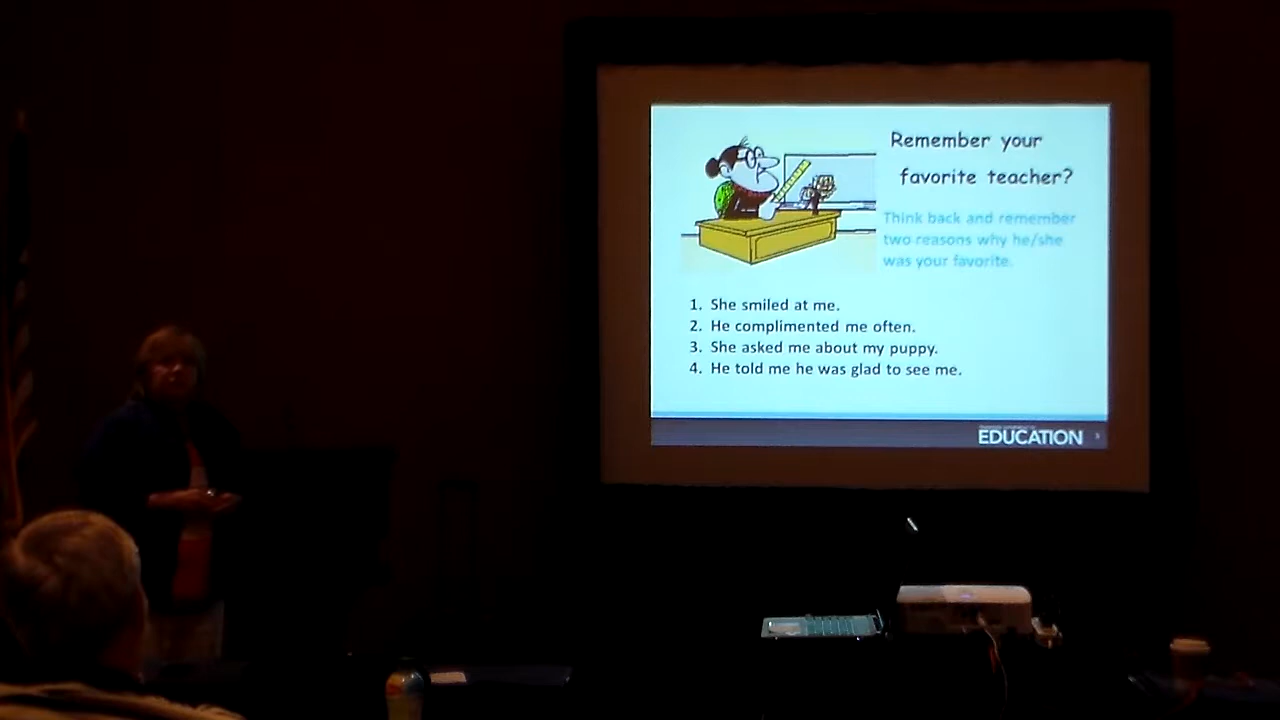 Remember your
favorite teacher?
Think back and remember
two reasons why he/she
was your favorite.
1. She smiled at me.
2. He complimented me often.
3. She asked me about my puppy.
4. He told me he was glad to see me.
EDUCATION